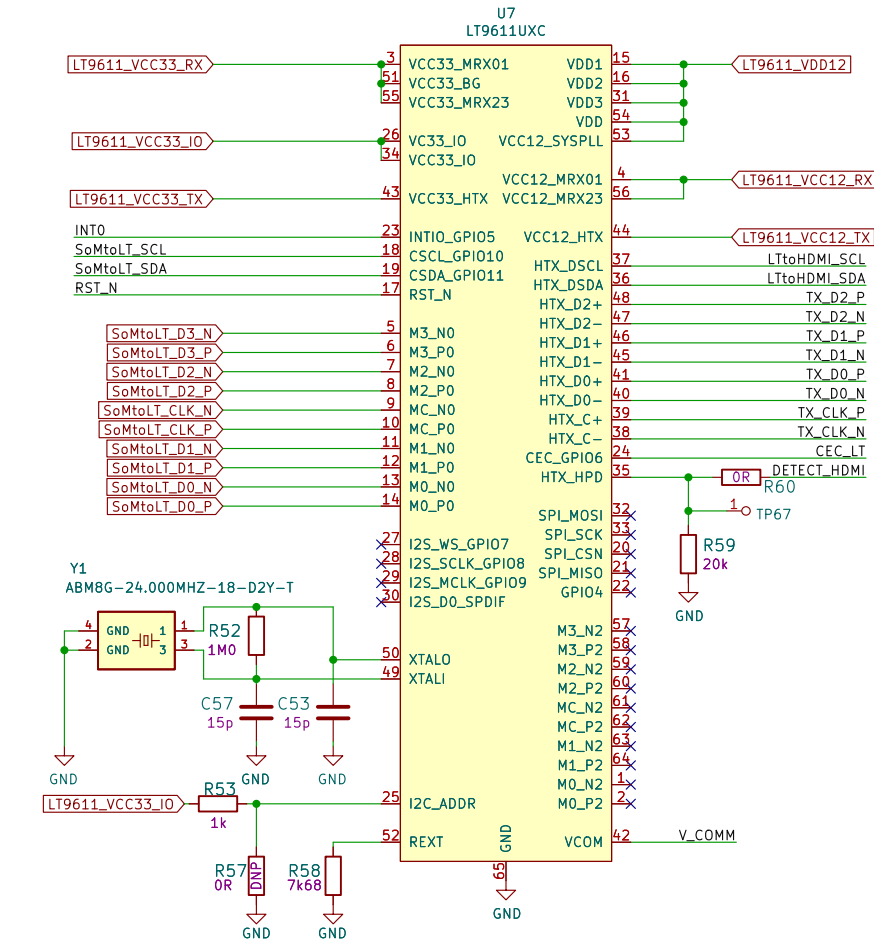 U7
LT9611UXC
LT9611_VCC33_RX 3 VCC33_MRX01 VDD1 15 LT9611_VDD12
51 VCC33_BG VDD2 16
55 VCC33_MRX23 VDD3 31
VDD 54
LT9611_VCC33_IO 26 VC33_IO VCC12_SYSPLL 53
34 VCC33_IO
VCC12_MRX01 4 LT9611_VCC12_RX
LT9611_VCC33_TX 43 VCC33_HTX VCC12_MRX23 56
INT0 23 INTIO_GPIO5 VCC12_HTX 44 LT9611_VCC12_TX
SoMtoLT_SCL 18 CSCL_GPIO10 HTX_DSCL 37 LTtoHDMI_SCL
SoMtoLT_SDA 19 CSDA_GPIO11 HTX_DSDA 36 LTtoHDMI_SDA
RST_N 17 RST_N HTX_D2+ 48 TX_D2_P
HTX_D2- 47 TX_D2_N
SoMtoLT_D3_N 5 M3_N0 HTX_D1+ 46 TX_D1_P
SoMtoLT_D3_P 6 M3_P0 HTX_D1- 45 TX_D1_N
SoMtoLT_D2_N 7 M2_N0 HTX_D0+ 41 TX_D0_P
SoMtoLT_D2_P 8 M2_P0 HTX_D0- 40 TX_D0_N
SoMtoLT_CLK_N 9 MC_N0 HTX_C+ 39 TX_CLK_P
SoMtoLT_CLK_P 10 MC_P0 HTX_C- 38 TX_CLK_N
SoMtoLT_D1_N 11 M1_N0 CEC_GPIO6 24 CEC_LT
SoMtoLT_D1_P 12 M1_P0 HTX_HPD 35 0R DETECT_HDMI
R60
SoMtoLT_D0_N 13 M0_N0
SoMtoLT_D0_P 14 M0_P0 SPI_MOSI 32 1 TP67
SPI_SCK 33
27 I2S_WS_GPIO7 SPI_CSN 20 R59
28 I2S_SCLK_GPIO8 SPI_MISO 21 20k
29 I2S_MCLK_GPIO9 GPIO4 22
30 I2S_D0_SPDIF GND
Y1
ABM8G-24.000MHZ-18-D2Y-T
4 GND 1 1 R52 M3_N2 57
2 GND 3 3 1M0 M3_P2 58
50 XTALO M2_N2 59
49 XTALI M2_P2 60
C57 C53 MC_N2 61
15p 15p MC_P2 62
M1_N2 63
M1_P2 64
GND GND GND M0_N2 1
LT9611_VCC33_IO R53 25 I2C_ADDR M0_P2 2
1k
52 REXT GND VCOM 42 V_COMM
R57 DNP R58 65
0R 7k68
GND
GND GND